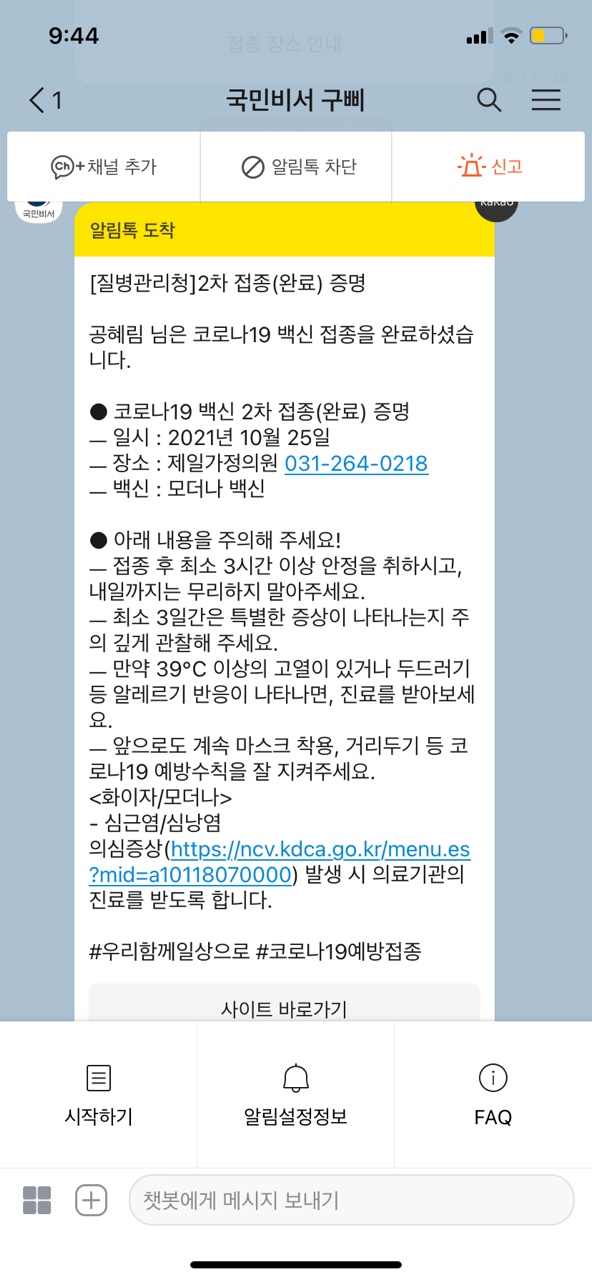 9:44
접종 장소 안내
1
국민비서 구삐
Ch+ 채널 추가
알림톡 차단
신고
국민비서
kakao
알림톡 도착
[질병관리청]2차 접종(완료) 증명
공혜림 님은 코로나19 백신 접종을 완료하셨습
니다.
● 코로나19 백신 2차 접종(완료) 증명
ㅡ 일시 : 2021년 10월 25일
ㅡ 장소 : 제일가정의원 031-264-0218
ㅡ 백신 : 모더나 백신
● 아래 내용을 주의해 주세요!
ㅡ 접종 후 최소 3시간 이상 안정을 취하시고,
내일까지는 무리하지 말아주세요.
ㅡ 최소 3일간은 특별한 증상이 나타나는지 주
의 깊게 관찰해 주세요.
ㅡ 만약 39°C 이상의 고열이 있거나 두드러기
등 알레르기 반응이 나타나면, 진료를 받아보세
요.
ㅡ 앞으로도 계속 마스크 착용, 거리두기 등 코
로나19 예방수칙을 잘 지켜주세요.
<화이자/모더나>
- 심근염/심낭염
의심증상(https://ncv.kdca.go.kr/menu.es
?mid=a10118070000) 발생 시 의료기관의
진료를 받도록 합니다.
#우리함께일상으로 #코로나19예방접종
사이트 바로가기
시작하기
알림설정정보
FAQ
챗봇에게 메시지 보내기